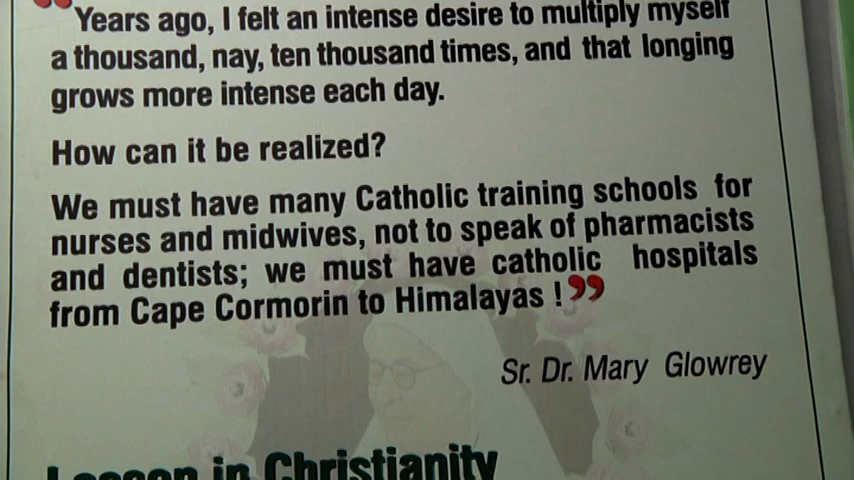 “Years ago, I felt an intense desire to multiply myself
a thousand, nay, ten thousand times, and that longing
grows more intense each day.
How can it be realized?
We must have many Catholic training schools for
nurses and midwives, not to speak of pharmacists
and dentists; we must have catholic hospitals
from Cape Cormorin to Himalayas !”
Sr. Dr. Mary Glowrey
Lesson in Christianity